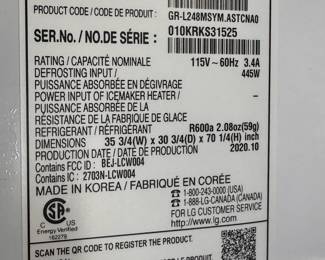 PRODUCT CODE / CODE DE PRODUIT : GR-L248MSYM.ASTCNA0
SER.No/ NO.DE SÉRIE : 010KRKS31525
RATING / CAPACITÉ NOMINALE 115V~60Hz 3.4A
DEFROSTING INPUT / 445W
PUISSANCE ABSORBÉE EN DÉGIVRAGE
POWER INPUT OF ICEMAKER HEATER / -
PUISSANCE ABSORBÉE EN DE LA
RÉSISTANCE DE LA FABRIQUE DE GLACE
REFRIGERANT / RÉFRIGÉRANT R600a 2.08oz(59g)
DIMENSIONS 35 3/4(W) x 30 3/4(D) x 70 1/4(H) inch
PRODUCTION DATE / DATE DE PRODUCTION 2020.10
Contains FCC ID : BEJ-LCW004
Contains IC : 2703N-LCW004
MADE IN KOREA / FABRIQUÉ EN CORÉE
1-800-243-0000 (USA)
1-888-LG-CANADA (CANADA)
FOR LG CUSTOMER SERVICE
http://www.lg.com
SA
C US
Energy Verified
162278
SCAN THE QR CODE TO REGISTER THE PRODUCT.